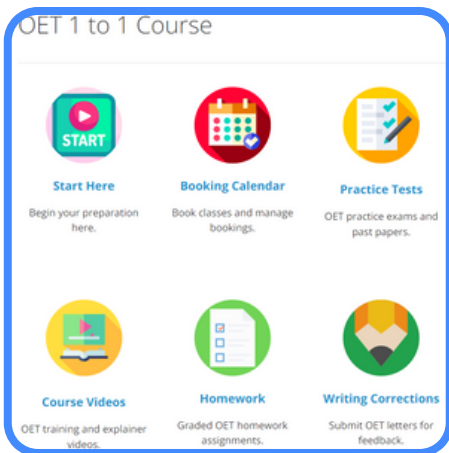 OET 1 to 1 Course
START
Start Here
Begin your preparation
here.
Booking Calendar
Book classes and manage
bookings.
Practice Tests
OET practice exams and
past papers.
Course Videos
OET training and explainer
videos.
Homework
Graded OET homework
assignments.
Writing Corrections
Submit OET letters for
feedback.